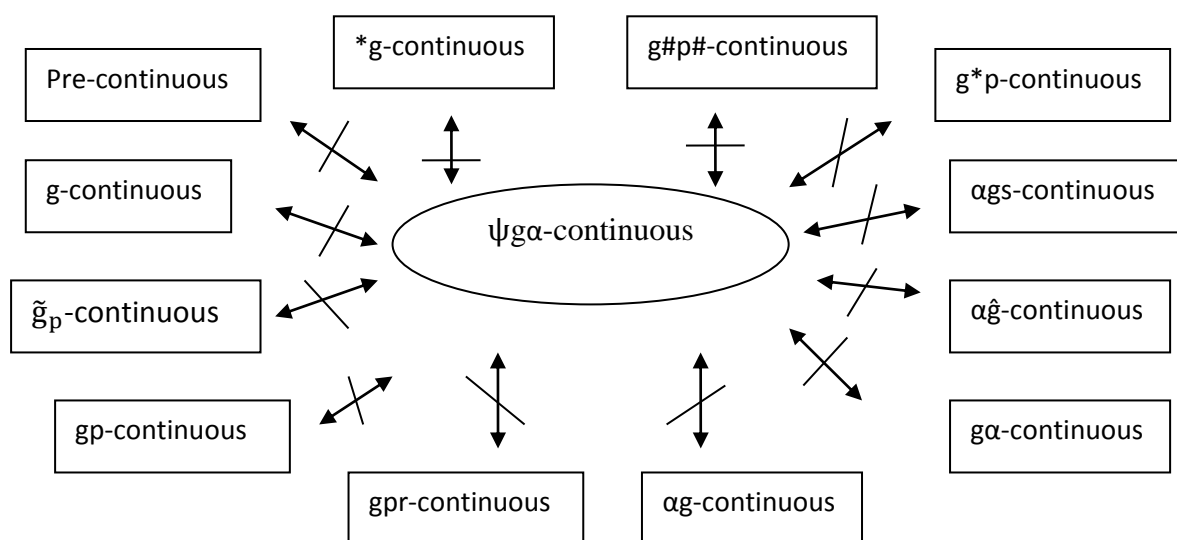 *g-continuous
g#p#-continuous
Pre-continuous
g*p-continuous
g-continuous
αgs-continuous
ψgα-continuous
g̃ₚ-continuous
αĝ-continuous
gp-continuous
gα-continuous
gpr-continuous
αg-continuous